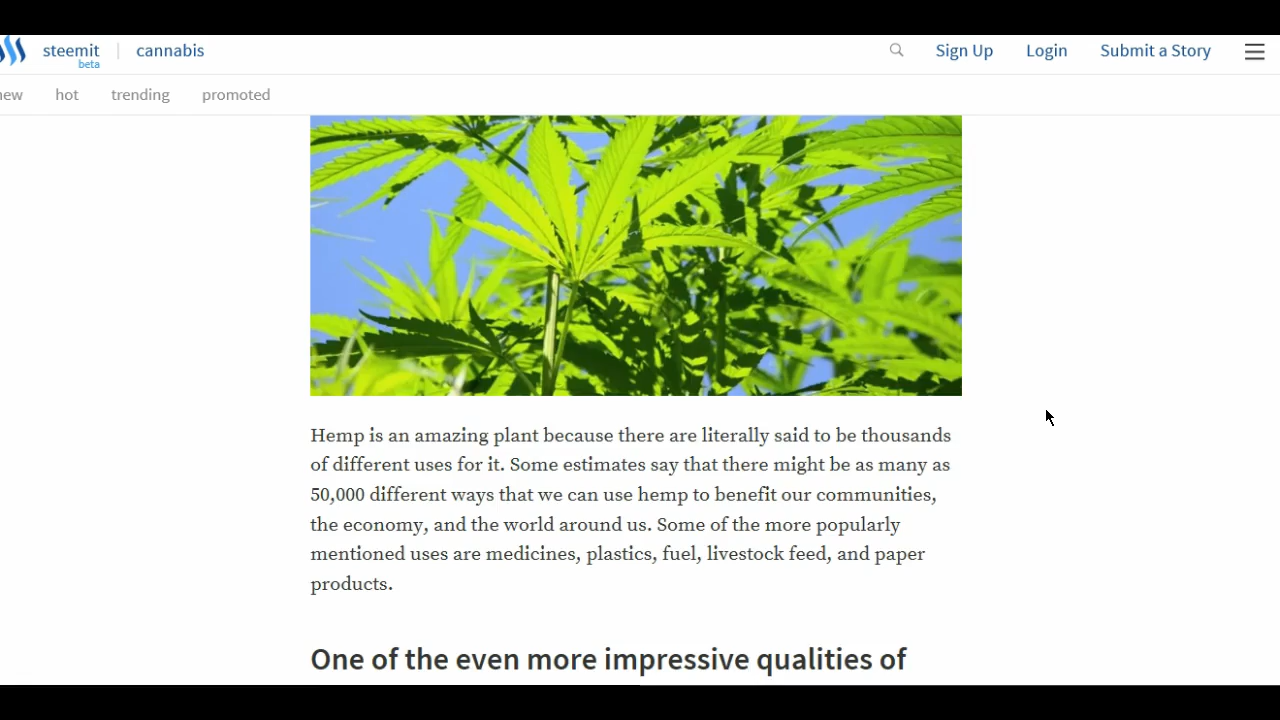 steemit | cannabis
beta
Sign Up Login Submit a Story
new hot trending promoted
Hemp is an amazing plant because there are literally said to be thousands
of different uses for it. Some estimates say that there might be as many as
50,000 different ways that we can use hemp to benefit our communities,
the economy, and the world around us. Some of the more popularly
mentioned uses are medicines, plastics, fuel, livestock feed, and paper
products.
One of the even more impressive qualities of